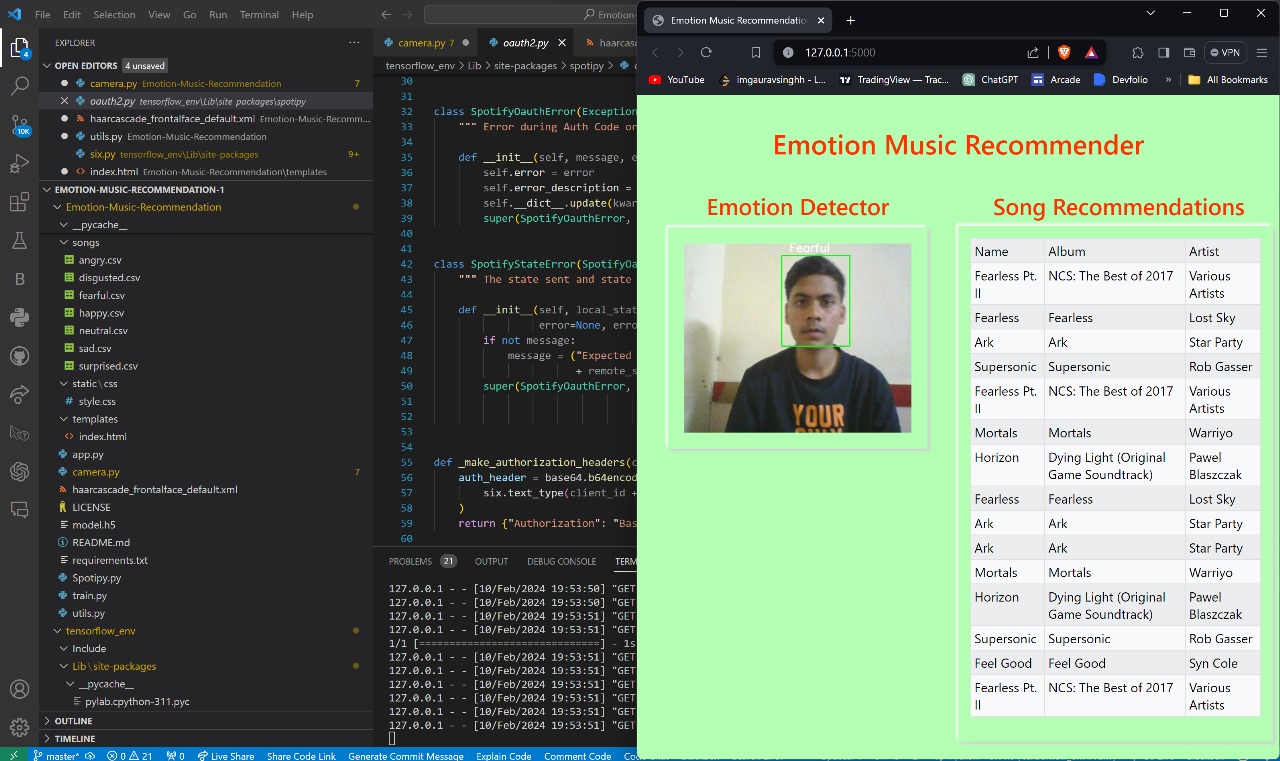 File Edit Selection View Go Run Terminal Help
EXPLORER
OPEN EDITORS 4 unsaved
camera.py Emotion-Music-Recommendation 7
oauth2.py tensorflow_env\Lib\site packages\spotipy
haarcascade_frontalface_default.xml Emotion-Music-Recomm...
utils.py Emotion-Music-Recommendation
six.py tensorflow_env\Lib\site-packages 9+
index.html Emotion-Music-Recommendation\templates
EMOTION-MUSIC-RECOMMENDATION-1
Emotion-Music-Recommendation
__pycache__
songs
angry.csv
disgusted.csv
fearful.csv
happy.csv
neutral.csv
sad.csv
surprised.csv
static\css
style.css
templates
index.html
app.py
camera.py 7
haarcascade_frontalface_default.xml
LICENSE
model.h5
README.md
requirements.txt
Spotipy.py
train.py
utils.py
tensorflow_env
Include
Lib\site-packages
__pycache__
pylab.cpython-311.pyc
OUTLINE
TIMELINE
4
10K
B
master* 0 21 0 Live Share Share Code Link Generate Commit Message Explain Code Comment Code
Emotion-
camera.py 7 oauth2.py haarcas
tensorflow_env > Lib > site-packages > spotipy >
30
31
32 class SpotifyOauthError(Exception
33 """ Error during Auth Code or
34
35 def __init__(self, message, e
36 self.error = error
37 self.error_description =
38 self.__dict__.update(kwar
39 super(SpotifyOauthError,
40
41
42 class SpotifyStateError(SpotifyOa
43 """ The state sent and state
44
45 def __init__(self, local_stat
46 error=None, erro
47 if not message:
48 message = ("Expected
49 + remote_s
50 super(SpotifyOauthError,
51
52
53
54
55 def _make_authorization_headers(c
56 auth_header = base64.b64encod
57 six.text_type(client_id +
58 )
59 return {"Authorization": "Bas
60
PROBLEMS 21 OUTPUT DEBUG CONSOLE TERM
127.0.0.1 - - [10/Feb/2024 19:53:50] "GET
127.0.0.1 - - [10/Feb/2024 19:53:50] "GET
127.0.0.1 - - [10/Feb/2024 19:53:51] "GET
127.0.0.1 - - [10/Feb/2024 19:53:51] "GET
1/1 [==============================] - 1s
127.0.0.1 - - [10/Feb/2024 19:53:51] "GET
127.0.0.1 - - [10/Feb/2024 19:53:51] "GET
127.0.0.1 - - [10/Feb/2024 19:53:51] "GET
127.0.0.1 - - [10/Feb/2024 19:53:51] "GET
127.0.0.1 - - [10/Feb/2024 19:53:51] "GET
127.0.0.1 - - [10/Feb/2024 19:53:51] "GET
Emotion Music Recommendatio
127.0.0.1:5000
VPN
YouTube imgauravsinghh - L... TradingView — Trac... ChatGPT Arcade Devfolio » All Bookmarks
Emotion Music Recommender
Emotion Detector
Fearful
YOUR
ONLY
Song Recommendations
Name Album Artist
Fearless Pt. II NCS: The Best of 2017 Various Artists
Fearless Fearless Lost Sky
Ark Ark Star Party
Supersonic Supersonic Rob Gasser
Fearless Pt. II NCS: The Best of 2017 Various Artists
Mortals Mortals Warriyo
Horizon Dying Light (Original Game Soundtrack) Pawel Blaszczak
Fearless Fearless Lost Sky
Ark Ark Star Party
Ark Ark Star Party
Mortals Mortals Warriyo
Horizon Dying Light (Original Game Soundtrack) Pawel Blaszczak
Supersonic Supersonic Rob Gasser
Feel Good Feel Good Syn Cole
Fearless Pt. II NCS: The Best of 2017 Various Artists